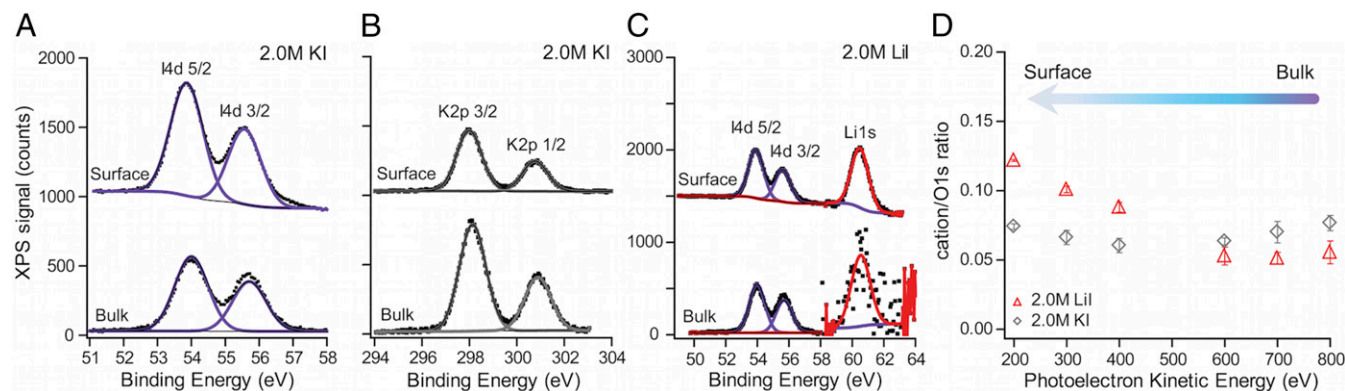 A
2.0M KI
I4d 5/2
I4d 3/2
Surface
Bulk
XPS signal (counts)
2000
1500
1000
500
0
51 52 53 54 55 56 57 58
Binding Energy (eV)
B
2.0M KI
K2p 3/2
K2p 1/2
Surface
Bulk
294 296 298 300 302 304
Binding Energy (eV)
C
2.0M LiI
I4d 5/2
I4d 3/2
Li1s
Surface
Bulk
3000
2000
1000
0
50 52 54 56 58 60 62 64
Binding Energy (eV)
D
cation/O1s ratio
0.20
0.15
0.10
0.05
0.00
Surface
Bulk
2.0M LiI
2.0M KI
200 300 400 500 600 700 800
Photoelectron Kinetic Energy (eV)